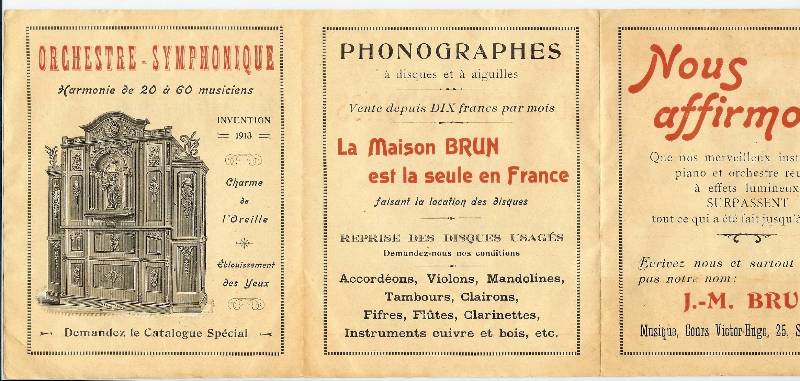 ORCHESTRE - SYMPHONIQUE
Harmonie de 20 à 60 musiciens
INVENTION
1913
Charme
de
l'Oreille
Eblouissement
des Yeux
Demandez le Catalogue Spécial
PHONOGRAPHES
à disques et à aiguilles
Vente depuis DIX francs par mois
La Maison BRUN
est la seule en France
faisant la location des disques
REPRISE DES DISQUES USAGÉS
Demandez-nous nos conditions
Accordéons, Violons, Mandolines,
Tambours, Clairons,
Fifres, Flûtes, Clarinettes,
Instruments cuivre et bois, etc.
Nous
affirmo
Que nos merveilleux inst
piano et orchestre reu
à effets lumineux
SURPASSENT
tout ce qui a été fait jusqu'
Ecrivez nous et surtout
pas notre nom:
J.-M. BRU
Musique, Cours Victor-Hugo, 25, S